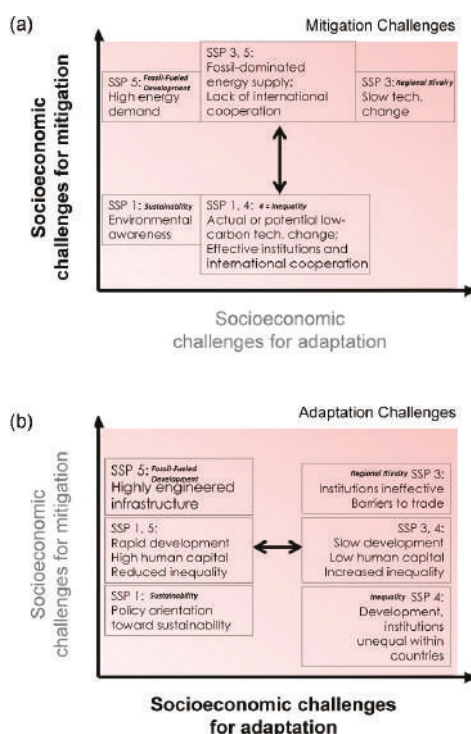 (a)
Mitigation Challenges
Socioeconomic
challenges for mitigation
SSP 5: Fossil-Fueled
Development
High energy
demand
SSP 3, 5:
Fossil-dominated
energy supply;
Lack of international
cooperation
SSP 3: Regional Rivalry
Slow tech.
change
SSP 1: Sustainability
Environmental
awareness
SSP 1, 4: 4 = Inequality
Actual or potential low-
carbon tech. change;
Effective institutions and
international cooperation
Socioeconomic
challenges for adaptation
(b)
Adaptation Challenges
Socioeconomic
challenges for mitigation
SSP 5: Fossil-Fueled
Development
Highly engineered
infrastructure
SSP 1, 5:
Rapid development
High human capital
Reduced inequality
SSP 1: Sustainability
Policy orientation
toward sustainability
Regional Rivalry SSP 3:
Institutions ineffective
Barriers to trade
SSP 3, 4:
Slow development
Low human capital
Increased inequality
Inequality SSP 4:
Development,
institutions
unequal within
countries
Socioeconomic challenges
for adaptation